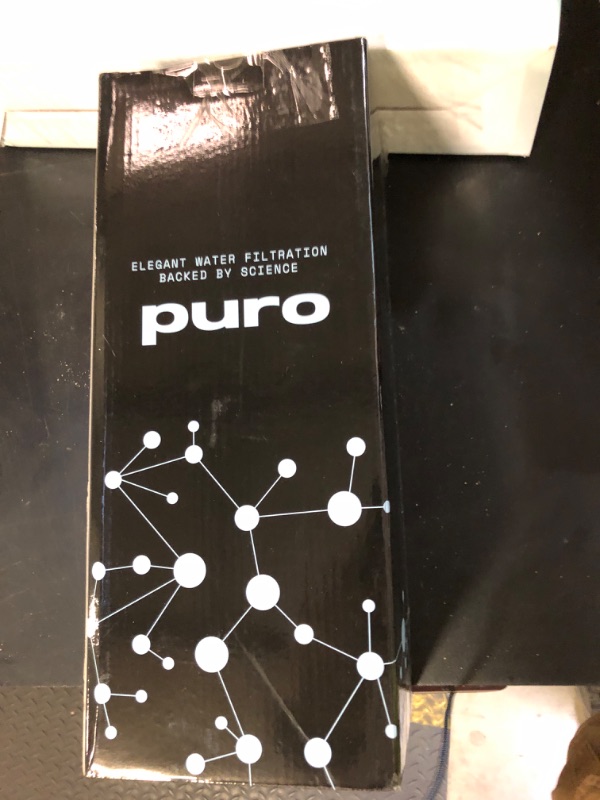 ELEGANT WATER FILTRATION
BACKED BY SCIENCE
puro